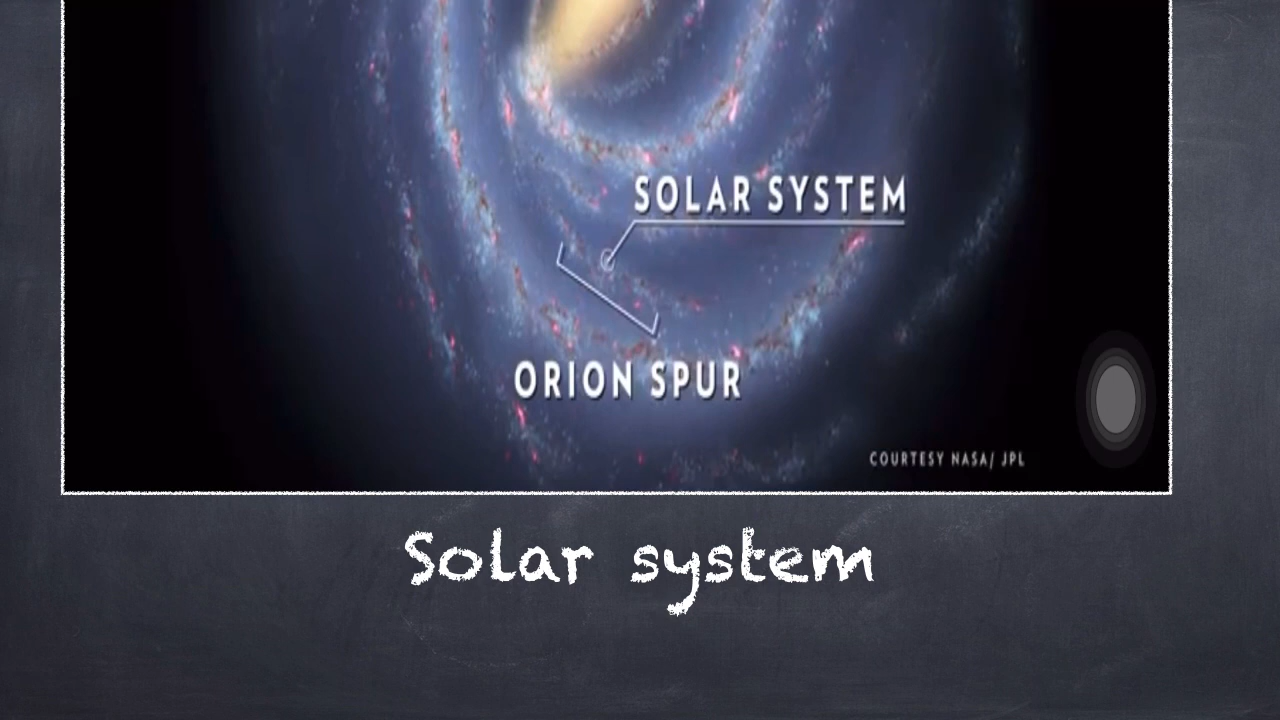 SOLAR SYSTEM
ORION SPUR
COURTESY NASA/ JPL
Solar system